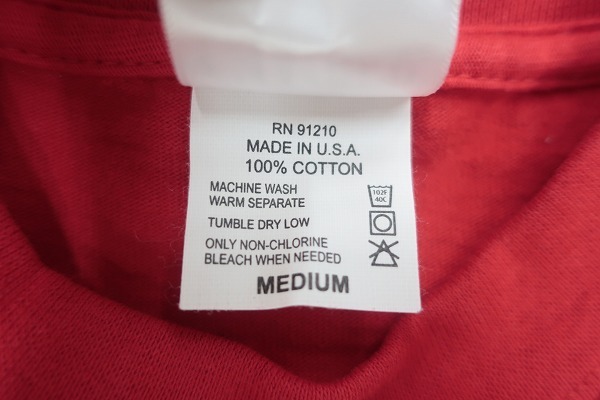 RN 91210
MADE IN U.S.A.
100% COTTON
MACHINE WASH
WARM SEPARATE
102F
40C
TUMBLE DRY LOW
ONLY NON-CHLORINE
BLEACH WHEN NEEDED
MEDIUM